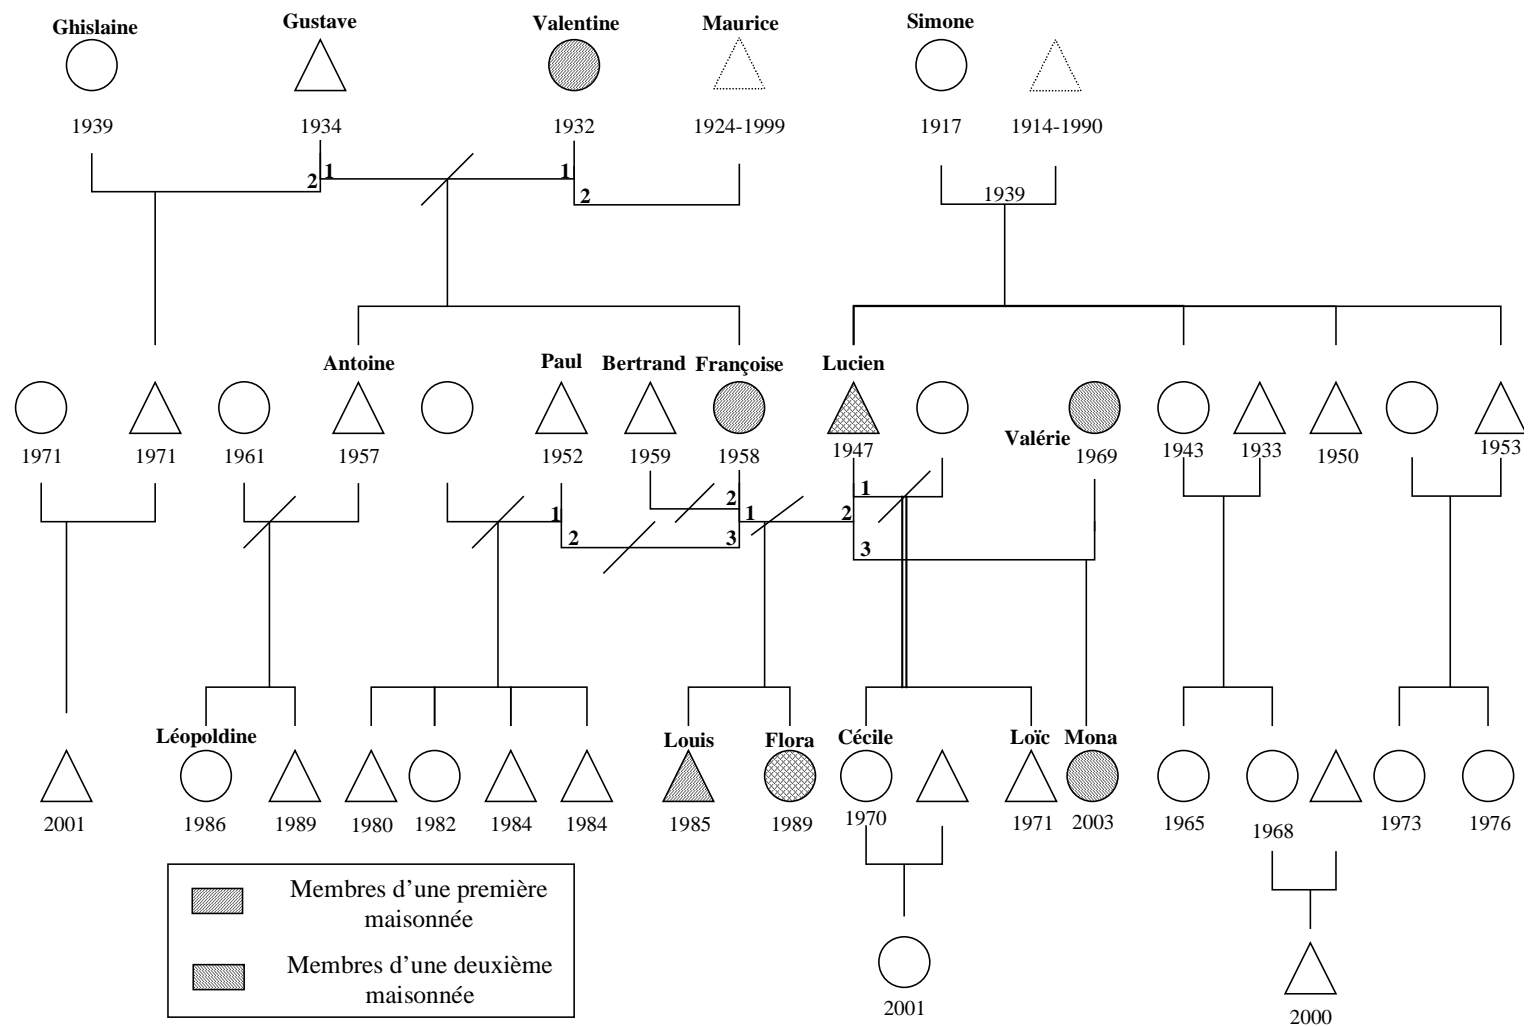 Ghislaine Gustave Valentine Maurice Simone
1939 1934 1932 1924-1999 1917 1914-1990
2 1 1 2
1939
Antoine Paul Bertrand Françoise Lucien
Valérie
1971 1971 1961 1957 1952 1959 1958 1947 1969 1943 1933 1950 1953
1 2 2 1 3 1 2 3
Léopoldine Louis Flora Cécile Loïc Mona
2001 1986 1989 1980 1982 1984 1984 1985 1989 1970 1971 2003 1965 1968 1973 1976
Membres d'une première
maisonnée
Membres d'une deuxième
maisonnée
2001
2000